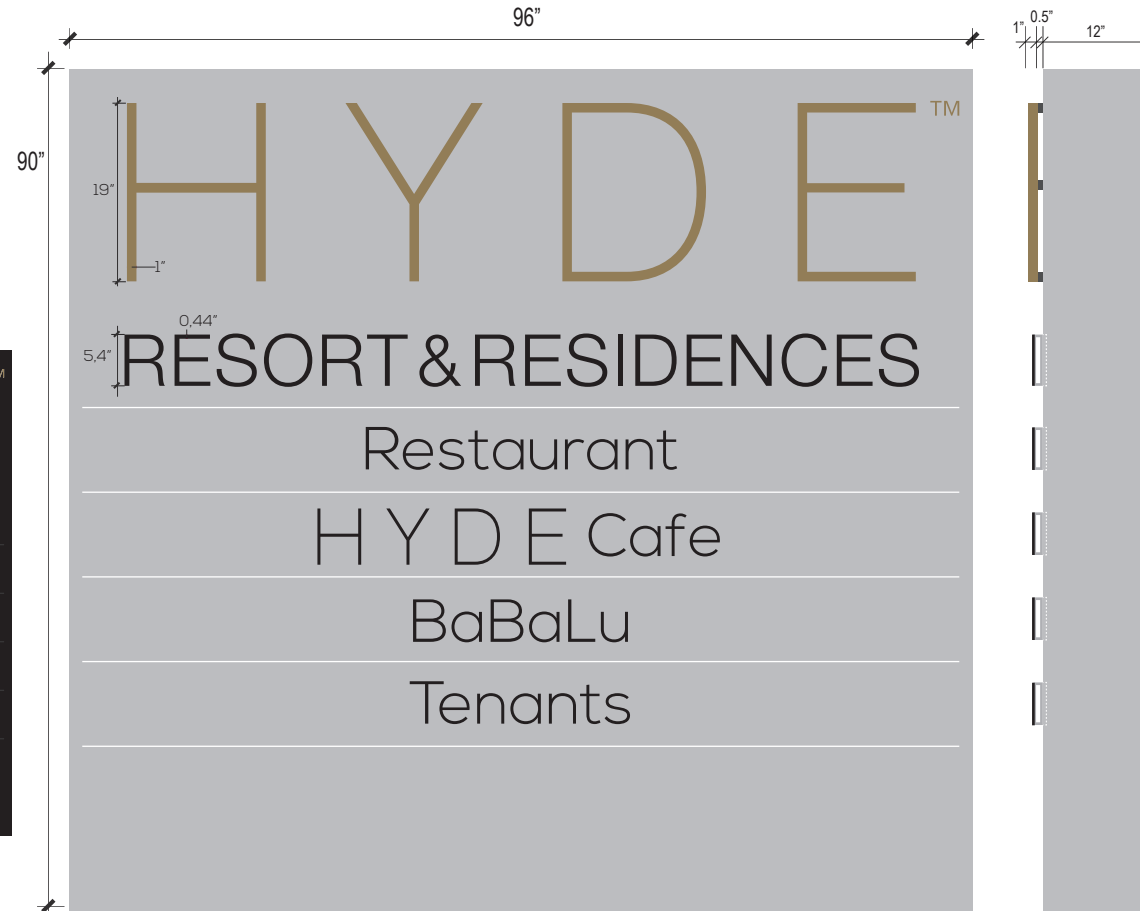 96”
1” 0.5” 12”
90”
HYDE™
19”
1”
0,44”
5,4”
RESORT & RESIDENCES
Restaurant
HYDE Cafe
BaBaLu
Tenants